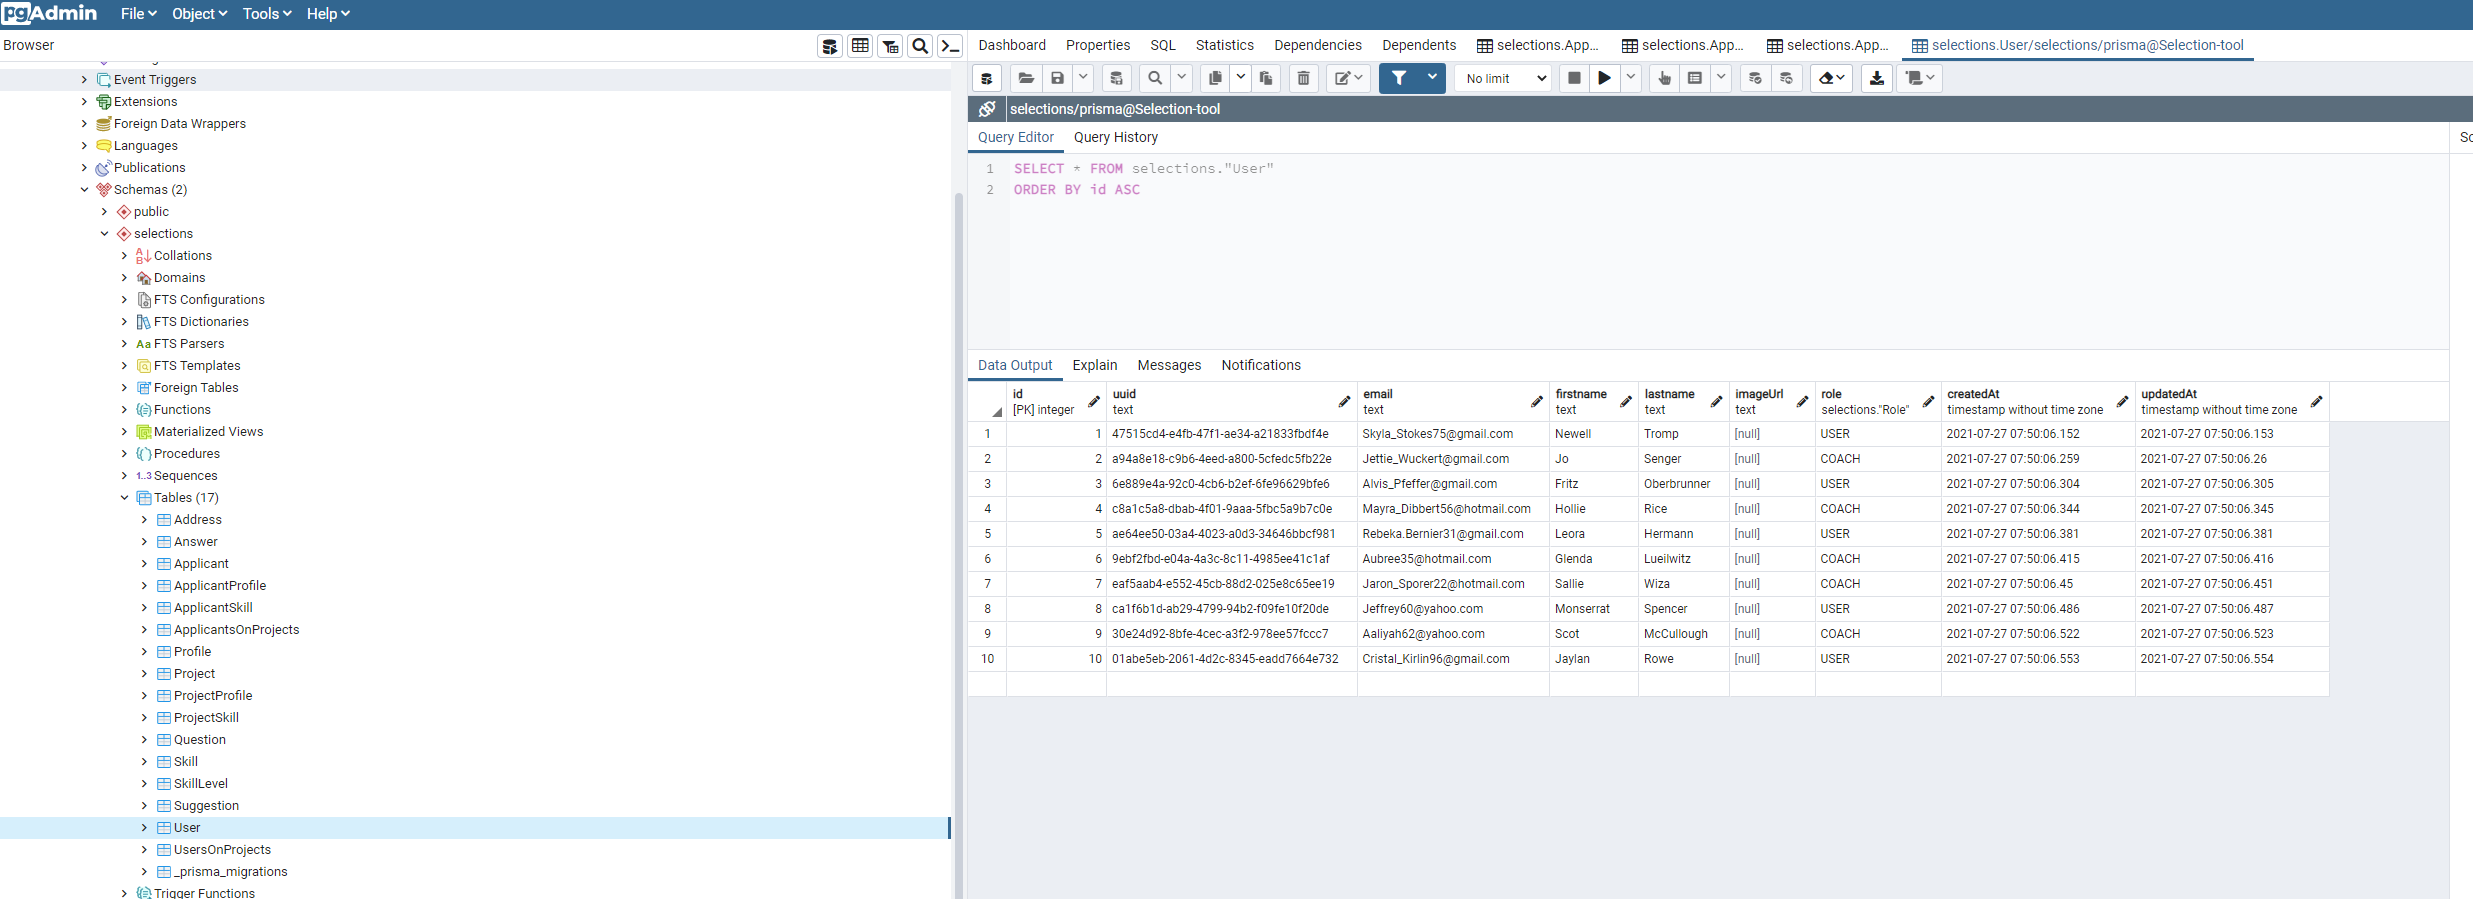 pgAdmin File Object Tools Help
Browser
Event Triggers
Extensions
Foreign Data Wrappers
Languages
Publications
Schemas (2)
public
selections
Collations
Domains
FTS Configurations
FTS Dictionaries
Aa FTS Parsers
FTS Templates
Foreign Tables
Functions
Materialized Views
Procedures
1..3 Sequences
Tables (17)
Address
Answer
Applicant
ApplicantProfile
ApplicantSkill
ApplicantsOnProjects
Profile
Project
ProjectProfile
ProjectSkill
Question
Skill
SkillLevel
Suggestion
User
UsersOnProjects
_prisma_migrations
Trigger Functions
Dashboard Properties SQL Statistics Dependencies Dependents selections.App... selections.App... selections.App... selections.User/selections/prisma@Selection-tool
No limit
selections/prisma@Selection-tool
Query Editor Query History
1 SELECT * FROM selections."User"
2 ORDER BY id ASC
Data Output Explain Messages Notifications
id uuid email firstname lastname imageUrl role createdAt updatedAt
[PK] integer text text text text text selections."Role" timestamp without time zone timestamp without time zone
1 1 47515cd4-e4fb-47f1-ae34-a21833fbdf4e Skyla_Stokes75@gmail.com Newell Tromp [null] USER 2021-07-27 07:50:06.152 2021-07-27 07:50:06.153
2 2 a94a8e18-c9b6-4eed-a800-5cfedc5fb22e Jettie_Wuckert@gmail.com Jo Senger [null] COACH 2021-07-27 07:50:06.259 2021-07-27 07:50:06.26
3 3 6e889e4a-92c0-4cb6-b2ef-6fe96629bfe6 Alvis_Pfeffer@gmail.com Fritz Oberbrunner [null] USER 2021-07-27 07:50:06.304 2021-07-27 07:50:06.305
4 4 c8a1c5a8-dbab-4f01-9aaa-5fbc5a9b7c0e Mayra_Dibbert56@hotmail.com Hollie Rice [null] COACH 2021-07-27 07:50:06.344 2021-07-27 07:50:06.345
5 5 ae64ee50-03a4-4023-a0d3-34646bbcf981 Rebeka.Bernier31@gmail.com Leora Hermann [null] USER 2021-07-27 07:50:06.381 2021-07-27 07:50:06.381
6 6 9ebf2fbd-e04a-4a3c-8c11-4985ee41c1af Aubree35@hotmail.com Glenda Lueilwitz [null] COACH 2021-07-27 07:50:06.415 2021-07-27 07:50:06.416
7 7 eaf5aab4-e552-45cb-88d2-025e8c65ee19 Jaron_Sporer22@hotmail.com Sallie Wiza [null] COACH 2021-07-27 07:50:06.45 2021-07-27 07:50:06.451
8 8 ca1f6b1d-ab29-4799-94b2-f09fe10f20de Jeffrey60@yahoo.com Monserrat Spencer [null] USER 2021-07-27 07:50:06.486 2021-07-27 07:50:06.487
9 9 30e24d92-8bfe-4cec-a3f2-978ee57fccc7 Aaliyah62@yahoo.com Scot McCullough [null] COACH 2021-07-27 07:50:06.522 2021-07-27 07:50:06.523
10 10 01abe5eb-2061-4d2c-8345-eadd7664e732 Cristal_Kirlin96@gmail.com Jaylan Rowe [null] USER 2021-07-27 07:50:06.553 2021-07-27 07:50:06.554